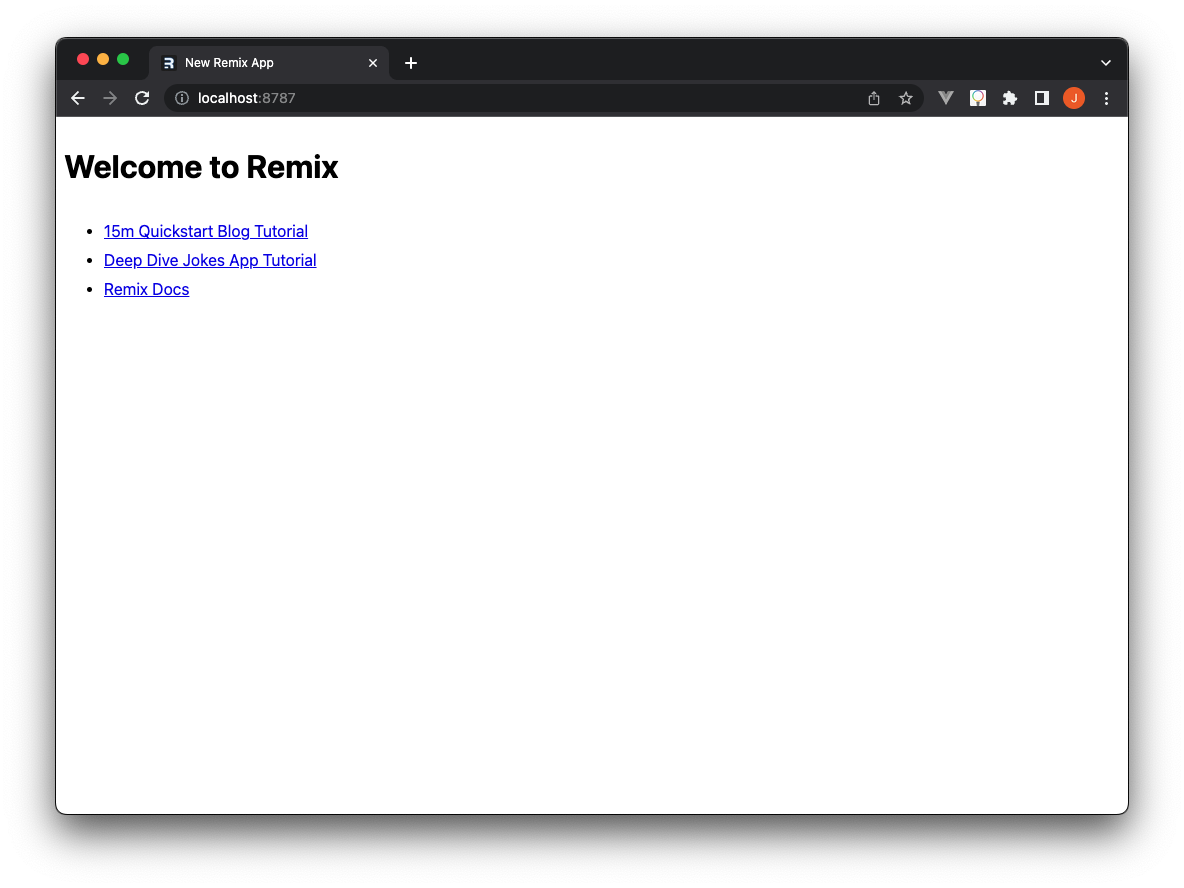 New Remix App
localhost:8787
J
Welcome to Remix
15m Quickstart Blog Tutorial
Deep Dive Jokes App Tutorial
Remix Docs